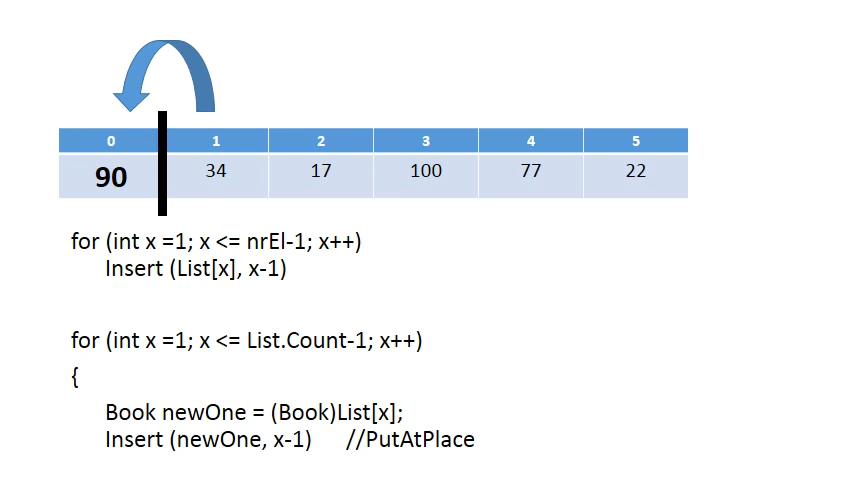 0 1 2 3 4 5
90 34 17 100 77 22
for (int x =1; x <= nrEl-1; x++)
Insert (List[x], x-1)
for (int x =1; x <= List.Count-1; x++)
{
Book newOne = (Book)List[x];
Insert (newOne, x-1) //PutAtPlace